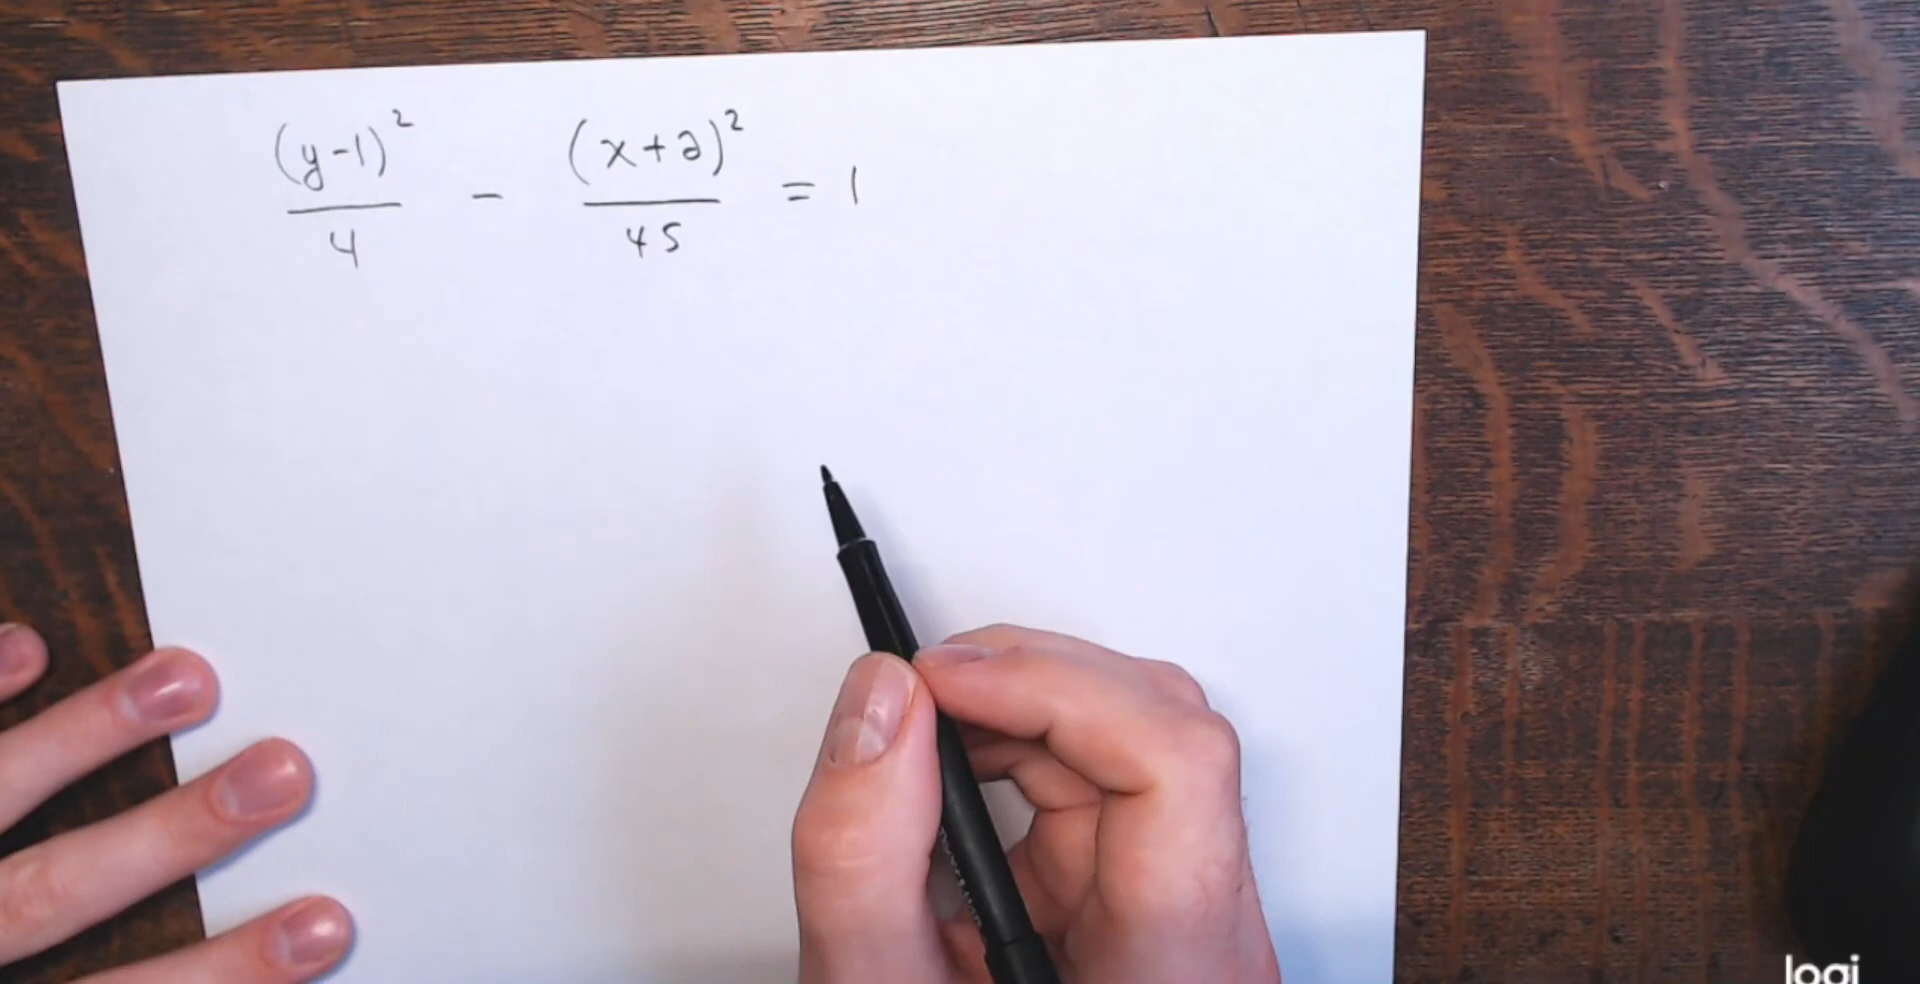 (y-1)² / 4 - (x+2)² / 45 = 1
logi